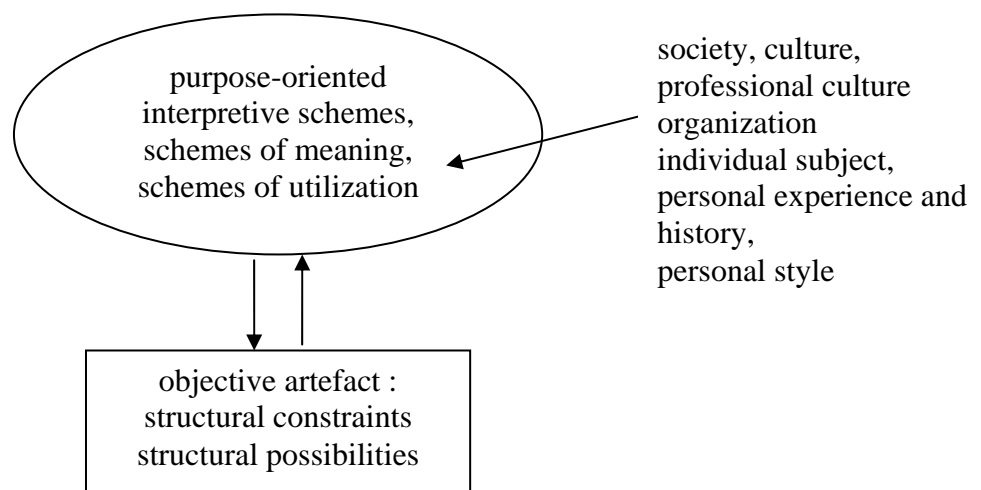 purpose-oriented
interpretive schemes,
schemes of meaning,
schemes of utilization
society, culture,
professional culture
organization
individual subject,
personal experience and
history,
personal style
objective artefact :
structural constraints
structural possibilities